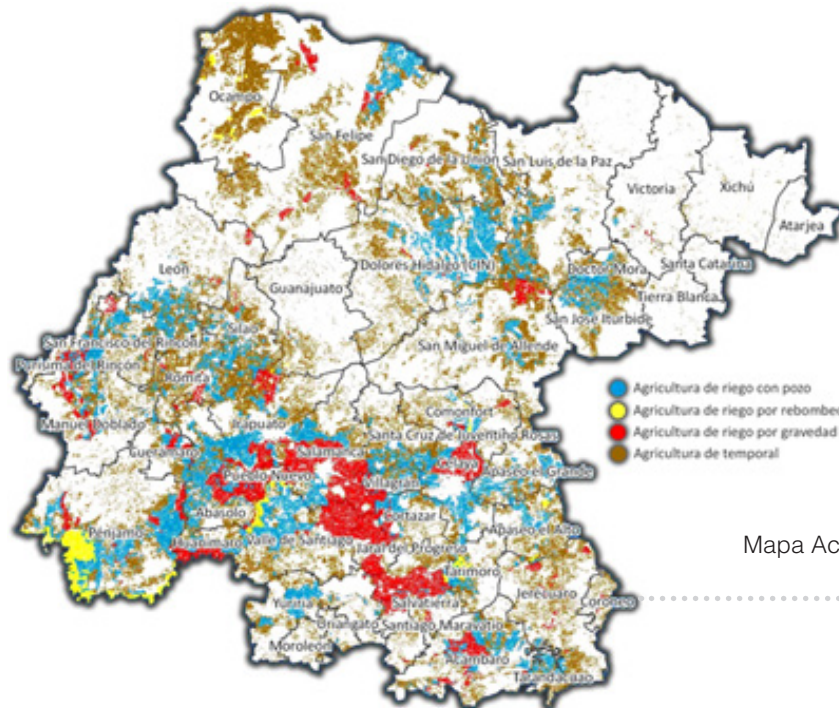 Ocampo
San Felipe
San Diego de la Unión
San Luis de la Paz
Victoria
Xichú
Atarjea
León
Guanajuato
Dolores Hidalgo (CIN)
Doctor Mora
Santa Catarina
Tierra Blanca
San José Iturbide
San Francisco del Rincón
Silao
San Miguel de Allende
Purísima del Rincón
Romita
Agricultura de riego con pozo
Agricultura de riego por rebombeo
Agricultura de riego por gravedad
Agricultura de temporal
Manuel Doblado
Irapuato
Comonfort
Santa Cruz de Juventino Rosas
Cuerámaro
Salamanca
Celaya
Apaseo el Grande
Pueblo Nuevo
Villagrán
Abasolo
Cortazar
Apaseo el Alto
Pénjamo
Huanímaro
Valle de Santiago
Jaral del Progreso
Mapa Ac
Tarimoro
Jerécuaro
Coroneo
Yuriria
Salvatierra
Uriangato
Santiago Maravatío
Moroleón
Acámbaro
Tarandacuao